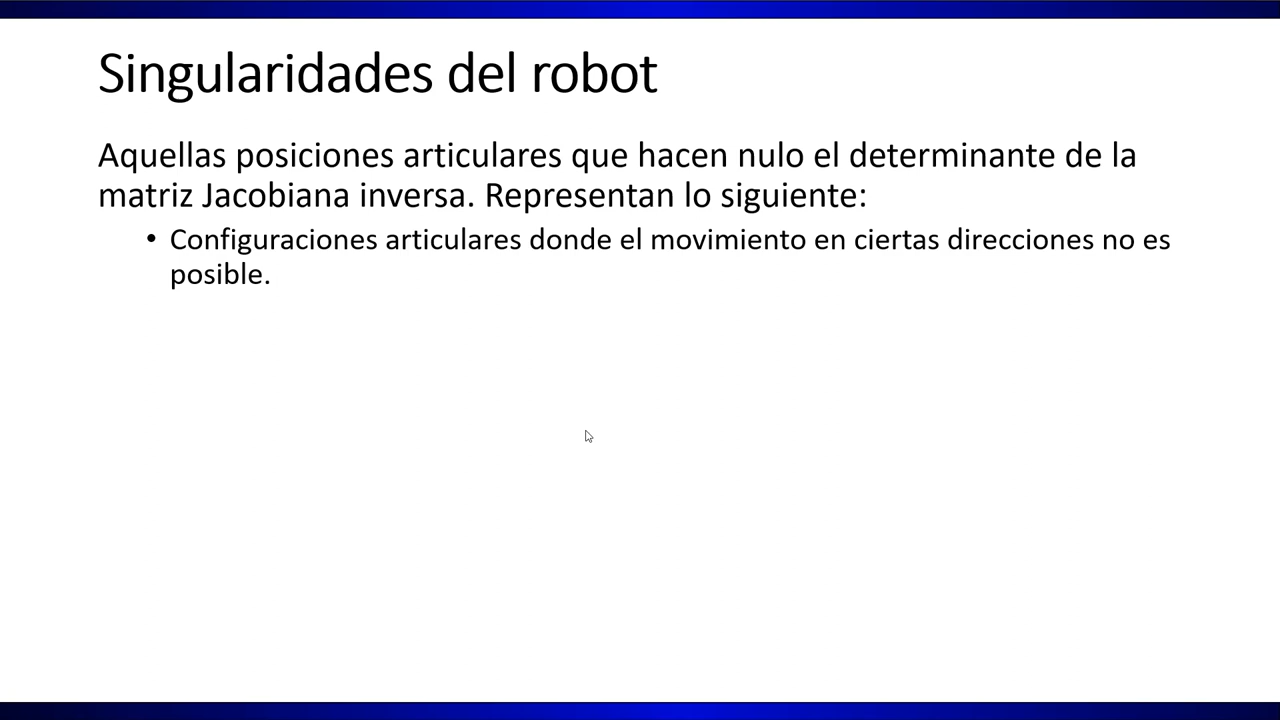 Singularidades del robot
Aquellas posiciones articulares que hacen nulo el determinante de la
matriz Jacobiana inversa. Representan lo siguiente:
• Configuraciones articulares donde el movimiento en ciertas direcciones no es
posible.